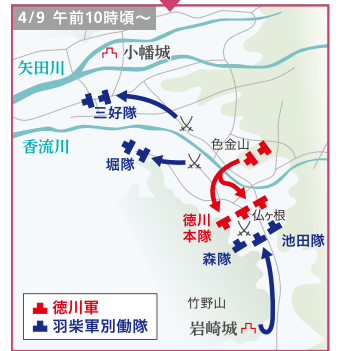 4/9 午前10時頃〜
小幡城
矢田川
三好隊
香流川
色金山
堀隊
徳川
本隊
仏ヶ根
池田隊
森隊
竹野山
岩崎城
徳川軍
羽柴軍別働隊